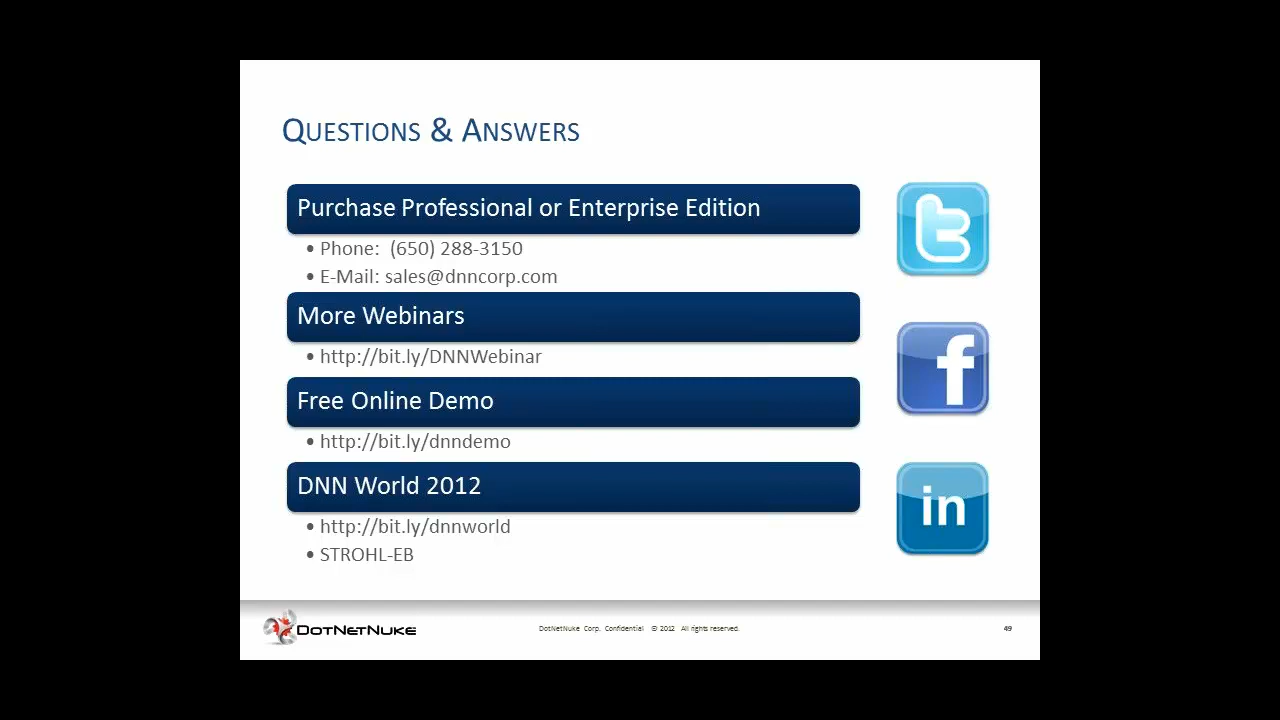 Questions & Answers
Purchase Professional or Enterprise Edition
• Phone:  (650) 288-3150
• E-Mail: sales@dnncorp.com
More Webinars
• http://bit.ly/DNNWebinar
Free Online Demo
• http://bit.ly/dnndemo
DNN World 2012
• http://bit.ly/dnnworld
• STROHL-EB
t
f
in
DotNetNuke
DotNetNuke Corp. Confidential © 2012 All rights reserved.
49